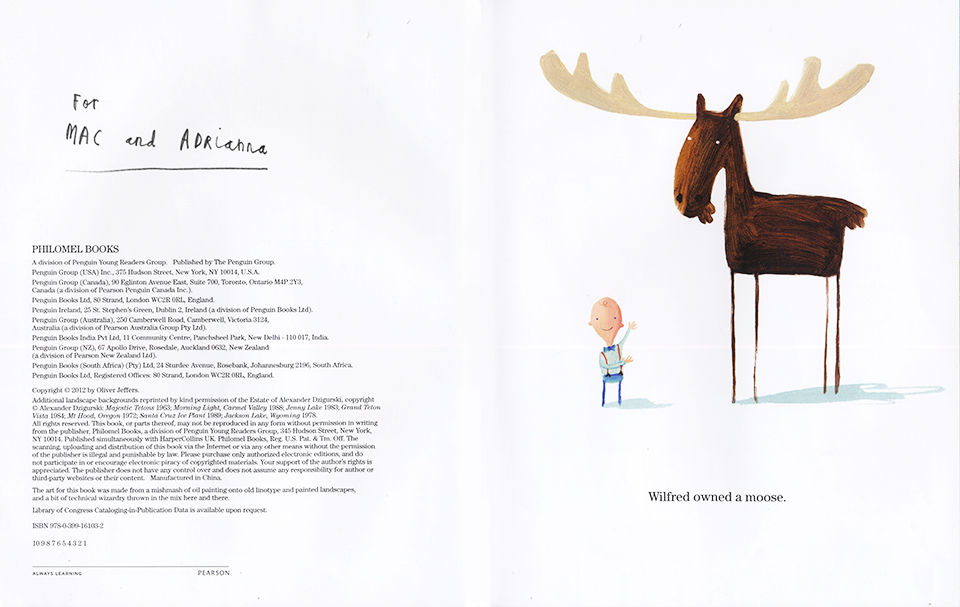 For
MAC and ADRianna
PHILOMEL BOOKS
A division of Penguin Young Readers Group. Published by The Penguin Group.
Penguin Group (USA) Inc., 375 Hudson Street, New York, NY 10014, U.S.A.
Penguin Group (Canada), 90 Eglinton Avenue East, Suite 700, Toronto, Ontario M4P 2Y3,
Canada (a division of Pearson Penguin Canada Inc.).
Penguin Books Ltd, 80 Strand, London WC2R 0RL, England.
Penguin Ireland, 25 St. Stephen's Green, Dublin 2, Ireland (a division of Penguin Books Ltd).
Penguin Group (Australia), 250 Camberwell Road, Camberwell, Victoria 3124,
Australia (a division of Pearson Australia Group Pty Ltd).
Penguin Books India Pvt Ltd, 11 Community Centre, Panchsheel Park, New Delhi - 110 017, India.
Penguin Group (NZ), 67 Apollo Drive, Rosedale, Auckland 0632, New Zealand
(a division of Pearson New Zealand Ltd).
Penguin Books (South Africa) (Pty) Ltd, 24 Sturdee Avenue, Rosebank, Johannesburg 2196, South Africa.
Penguin Books Ltd, Registered Offices: 80 Strand, London WC2R 0RL, England.
Copyright © 2012 by Oliver Jeffers.
Additional landscape backgrounds reprinted by kind permission of the Estate of Alexander Dzigurski, copyright
© Alexander Dzigurski: Majestic Tetons 1963; Morning Light, Carmel Valley 1988; Jenny Lake 1983; Grand Teton
Vista 1984; Mt Hood, Oregon 1972; Santa Cruz Ice Plant 1989; Jackson Lake, Wyoming 1978.
All rights reserved. This book, or parts thereof, may not be reproduced in any form without permission in writing
from the publisher, Philomel Books, a division of Penguin Young Readers Group, 345 Hudson Street, New York,
NY 10014. Published simultaneously with HarperCollins UK. Philomel Books, Reg. U.S. Pat. & Tm. Off. The
scanning, uploading and distribution of this book via the Internet or via any other means without the permission
of the publisher is illegal and punishable by law. Please purchase only authorized electronic editions, and do
not participate in or encourage electronic piracy of copyrighted materials. Your support of the author's rights is
appreciated. The publisher does not have any control over and does not assume any responsibility for author or
third-party websites or their content. Manufactured in China.
The art for this book was made from a mishmash of oil painting onto old linotype and painted landscapes,
and a bit of technical wizardry thrown in the mix here and there.
Library of Congress Cataloging-in-Publication Data is available upon request.
ISBN 978-0-399-16103-2
10 9 8 7 6 5 4 3 2 1
ALWAYS LEARNING PEARSON
Wilfred owned a moose.